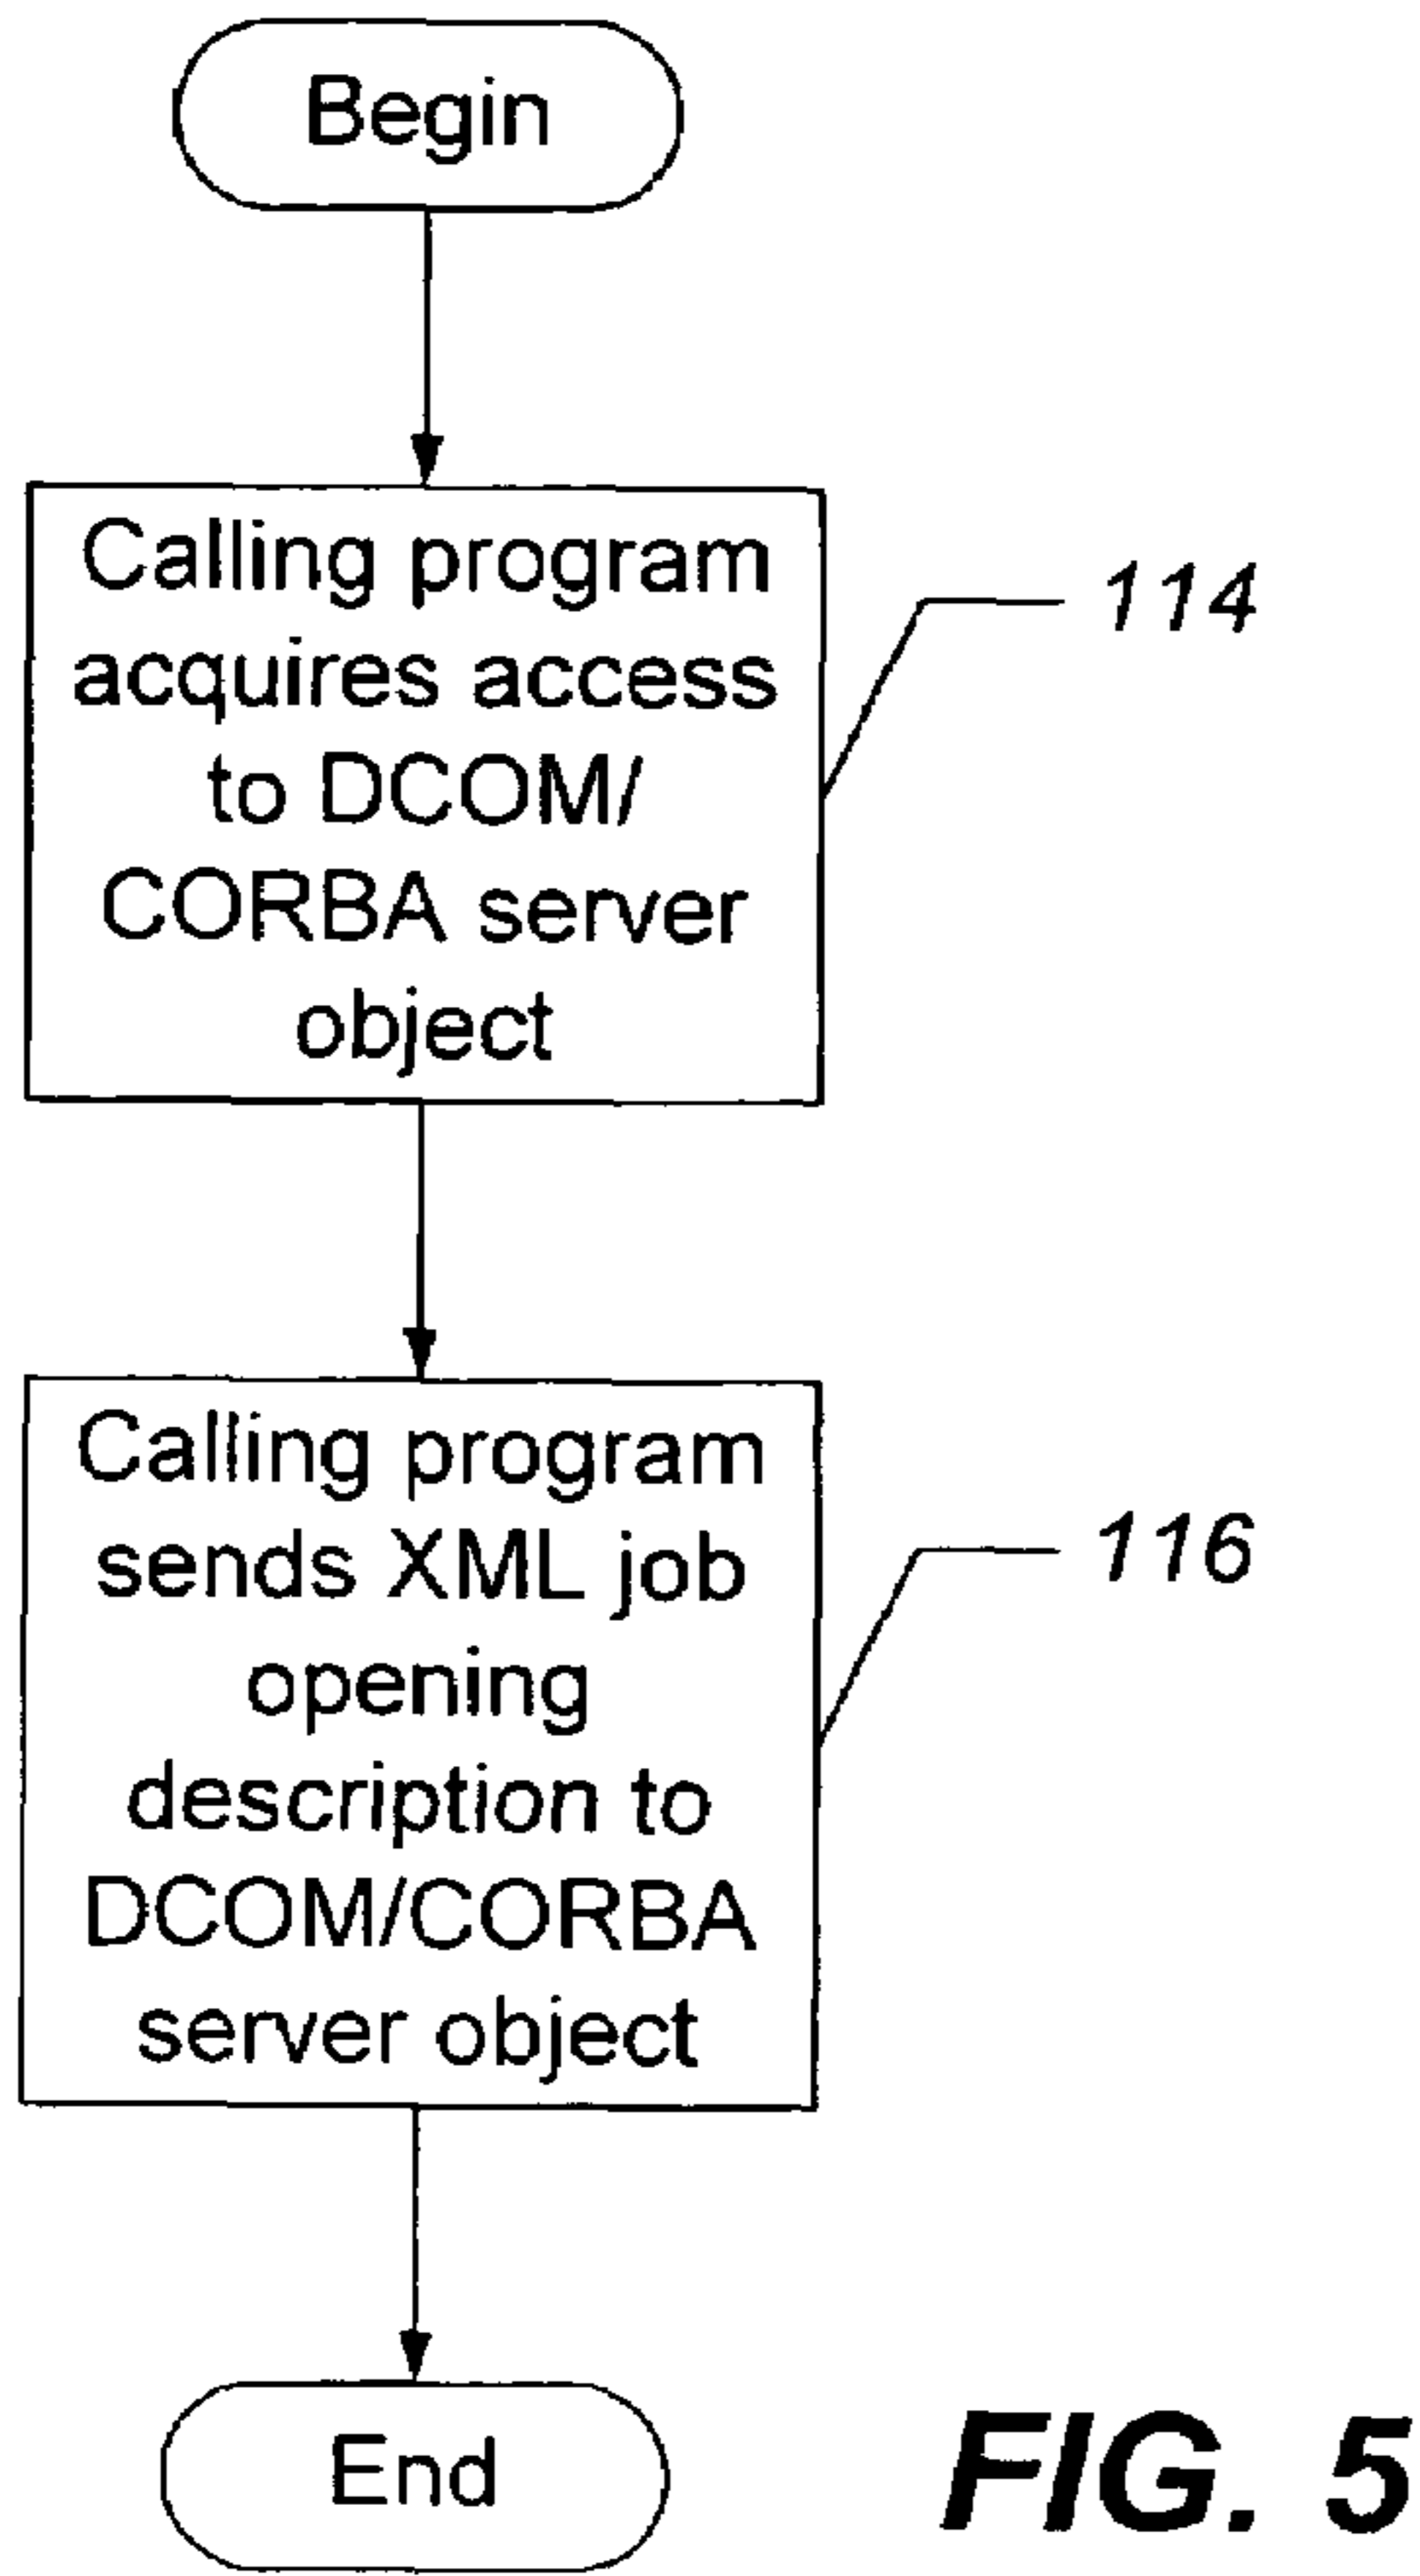 Begin
Calling program
acquires access
to DCOM/
CORBA server
object
114
Calling program
sends XML job
opening
description to
DCOM/CORBA
server object
116
End
FIG. 5